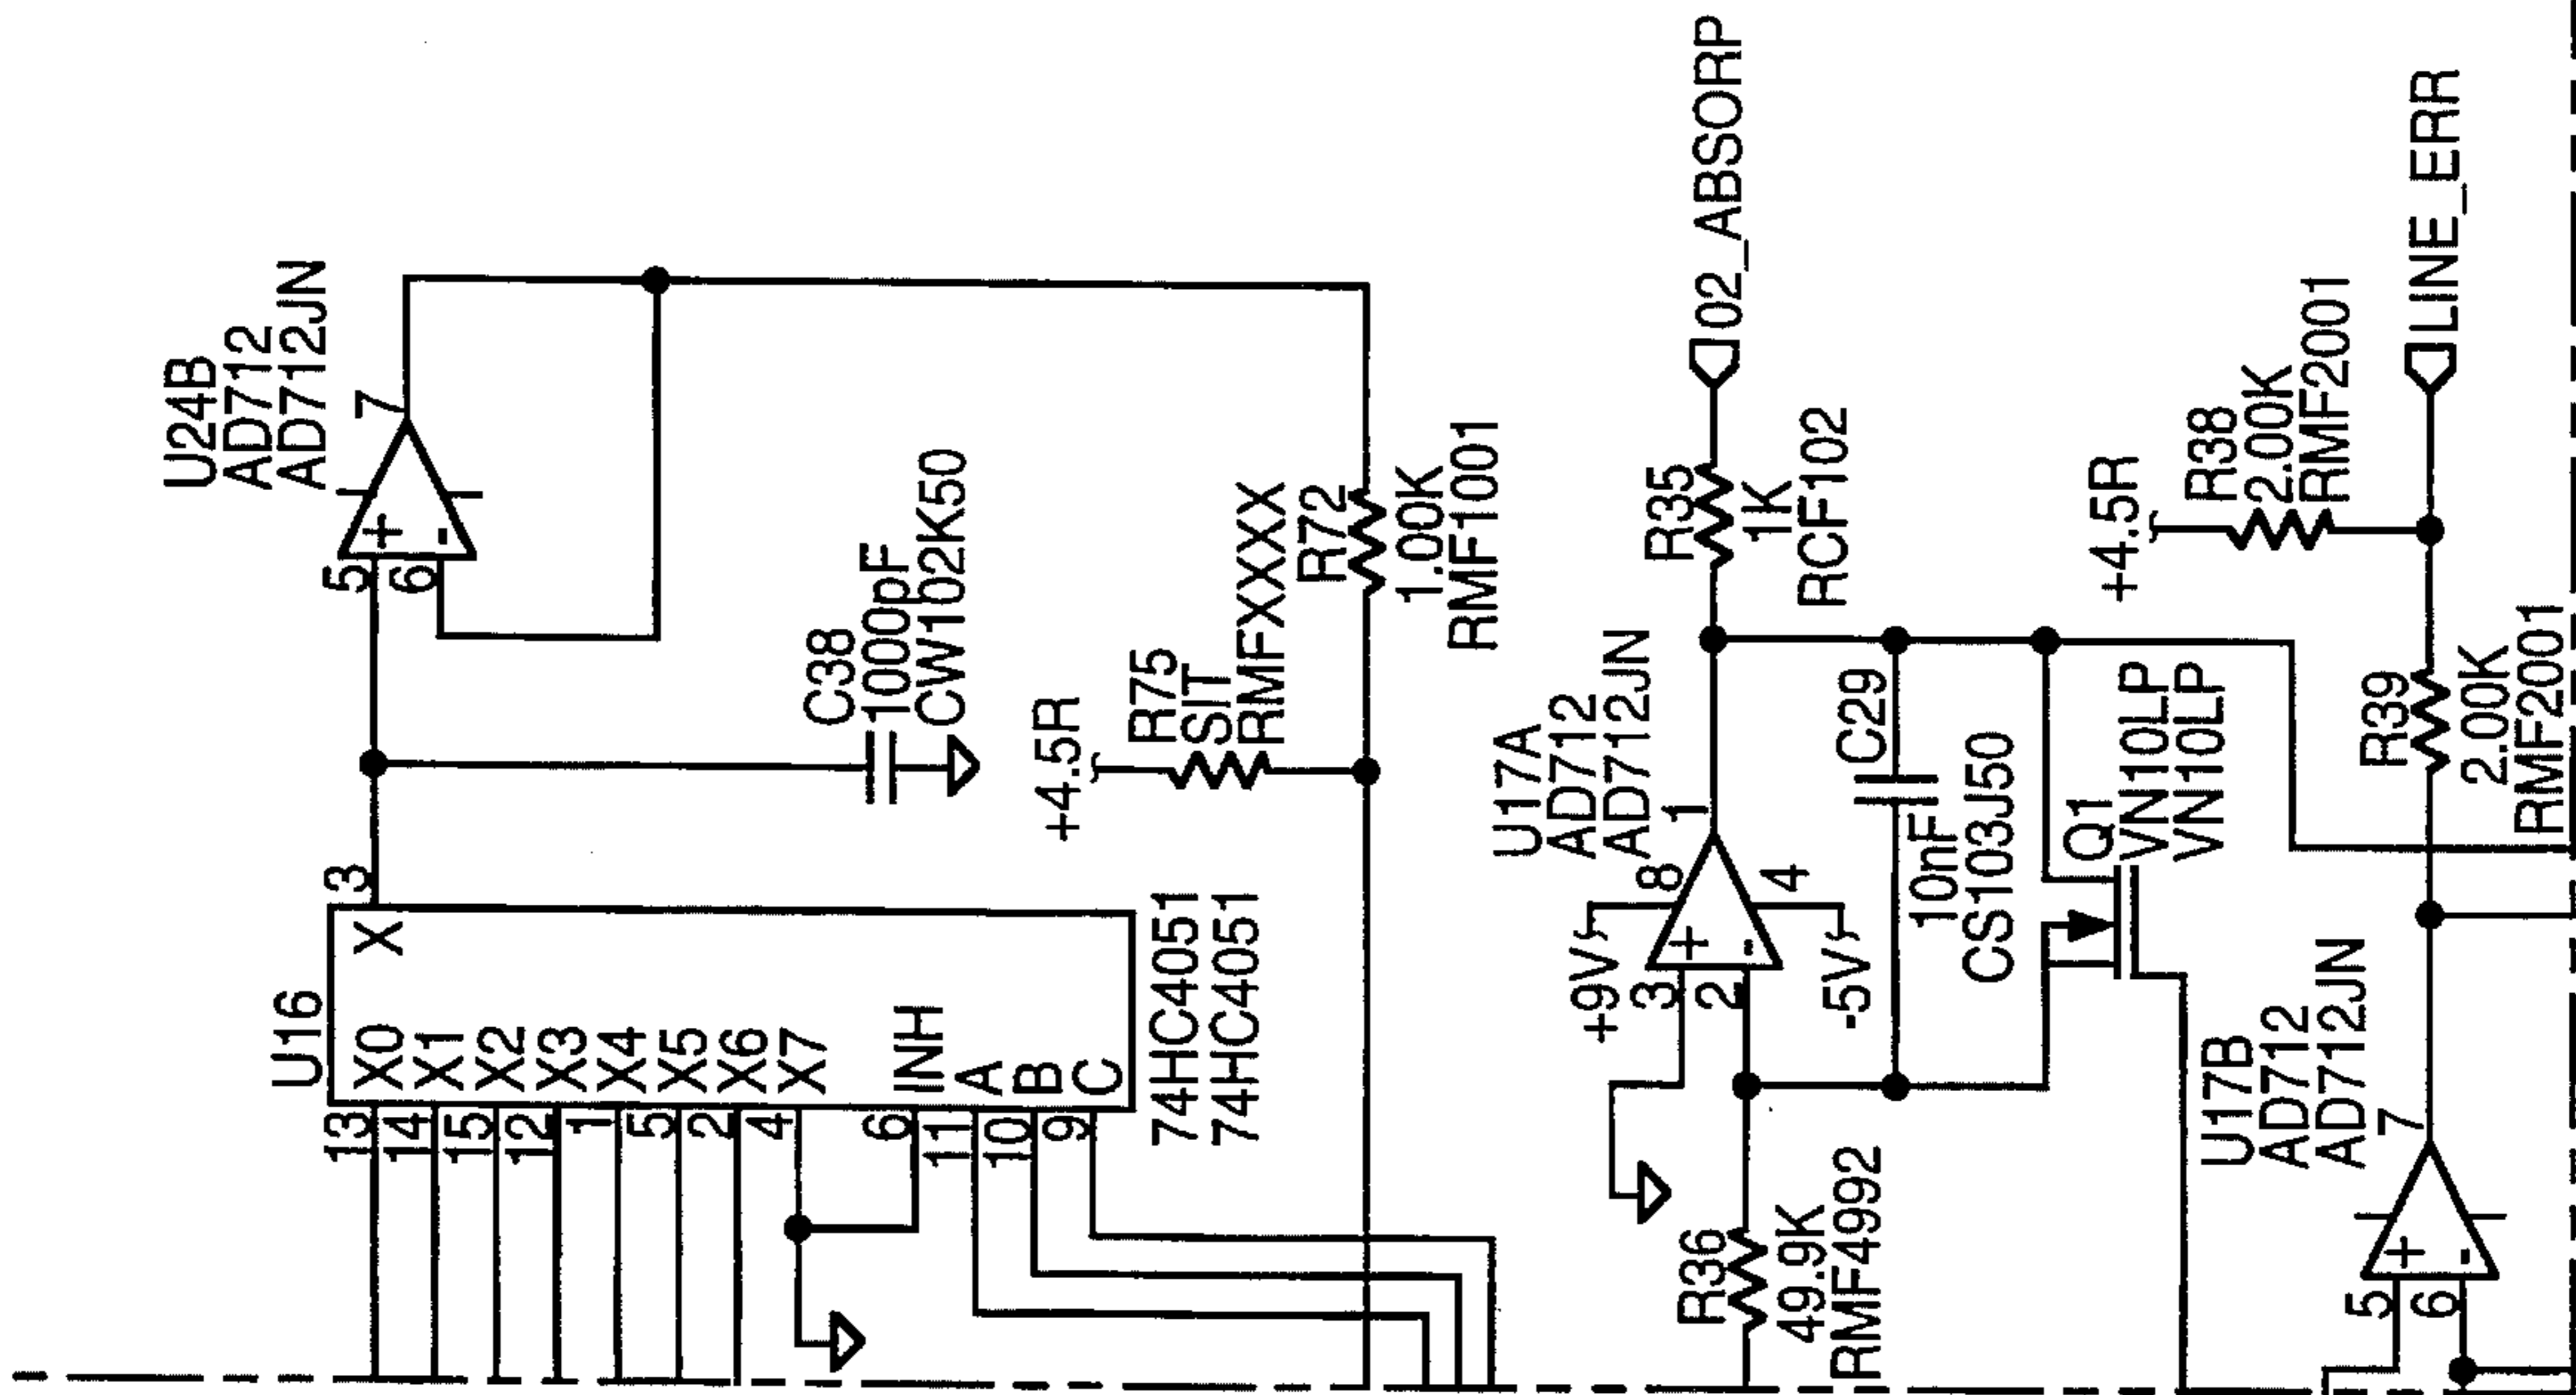 U24B
AD712
AD712JN
7
+
-
5
6
C38
1000pF
CW102K50
+4.5R
R75
SIT
RMFXXXX
R72
1.00K
RMF1001
U16
X
3
X0
X1
X2
X3
X4
X5
X6
X7
INH
A
B
C
13
14
15
12
1
5
2
4
6
11
10
9
74HC4051
74HC4051
02_ABSORP
R35
1K
RCF102
U17A
AD712
AD712JN
1
8
4
+9V
+
-
-5V
3
2
C29
10nF
CS103J50
Q1
VN10LP
VN10LP
R36
49.9K
RMF4992
LINE_ERR
+4.5R
R38
2.00K
RMF2001
R39
2.00K
RMF2001
U17B
AD712
AD712JN
7
+
-
5
6